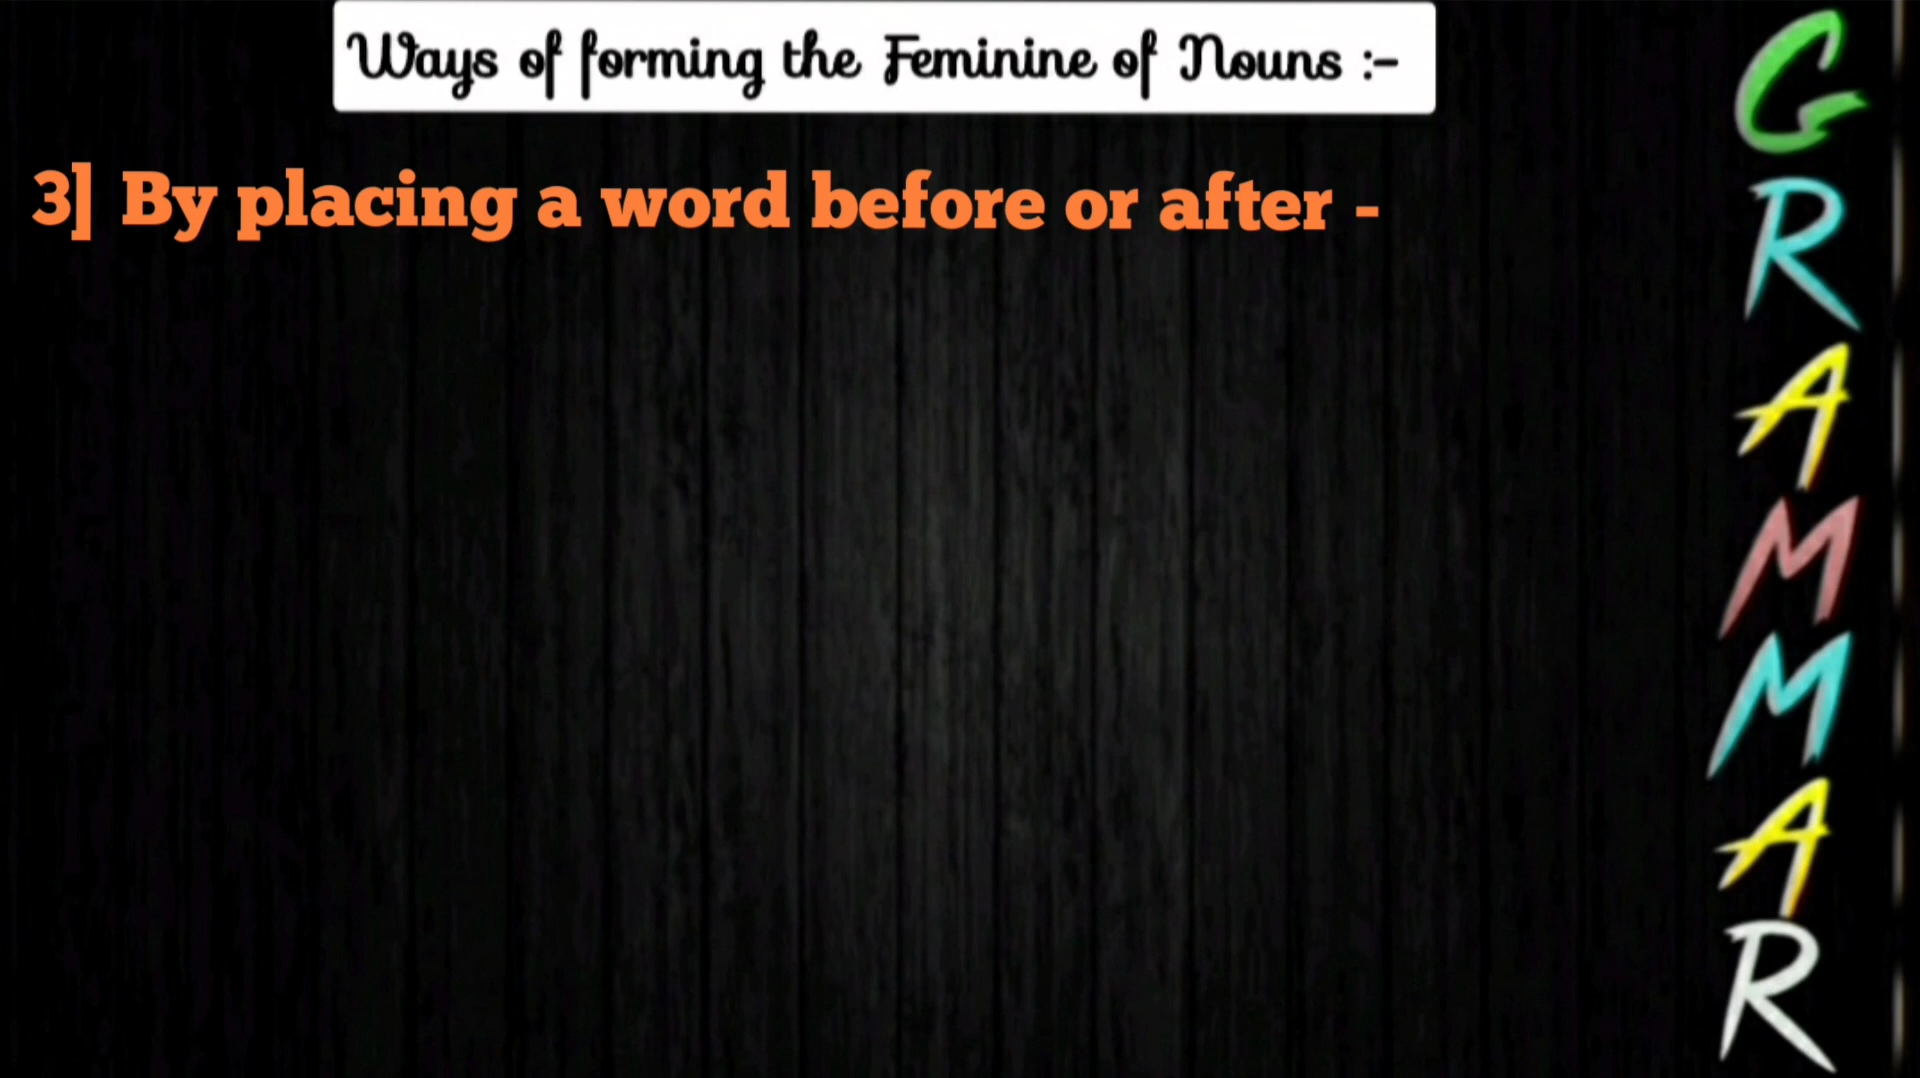 Ways of forming the Feminine of Nouns :-
3] By placing a word before or after -
GRAMMAR